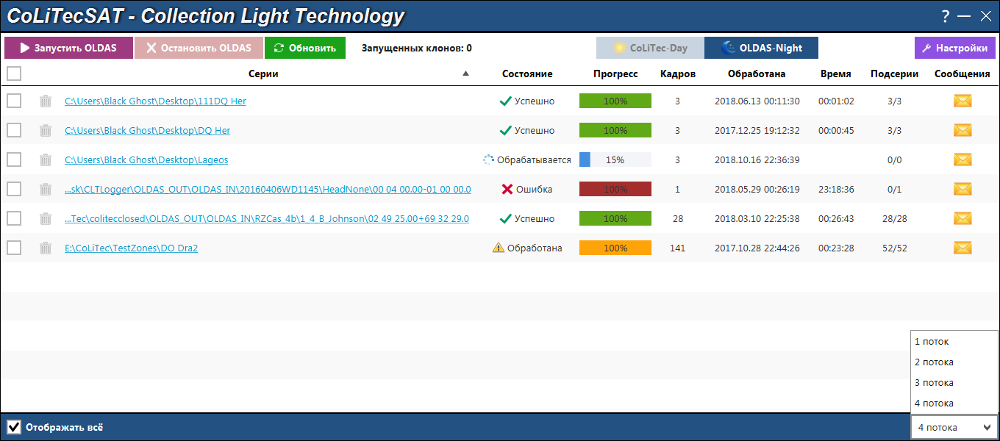 CoLiTecSAT - Collection Light Technology ?
Запустить OLDAS Остановить OLDAS Обновить Запущенных клонов: 0 CoLiTec-Day OLDAS-Night Настройки
Серии Состояние Прогресс Кадров Обработана Время Подсерии Сообщения
C:\Users\Black Ghost\Desktop\111DQ Her Успешно 100% 3 2018.06.13 00:11:30 00:01:02 3/3
C:\Users\Black Ghost\Desktop\DQ Her Успешно 100% 3 2017.12.25 19:12:32 00:00:45 3/3
C:\Users\Black Ghost\Desktop\Lageos Обрабатывается 15% 3 2018.10.16 22:36:39 0/0
...sk\CLTLogger\OLDAS_OUT\OLDAS_IN\20160406WD1145\HeadNone\00 04 00.00-01 00 00.0 Ошибка 100% 1 2018.05.29 00:26:19 23:18:36 0/1
...Tec\colitecclosed\OLDAS_OUT\OLDAS_IN\RZCas_4b\1_4_B_Johnson\02 49 25.00+69 32 29.0 Успешно 100% 28 2018.03.10 22:25:38 00:26:43 28/28
E:\CoLiTec\TestZones\DO Dra2 Обработана 100% 141 2017.10.28 22:44:26 00:23:28 52/52
1 поток
2 потока
3 потока
4 потока
Отображать всё 4 потока